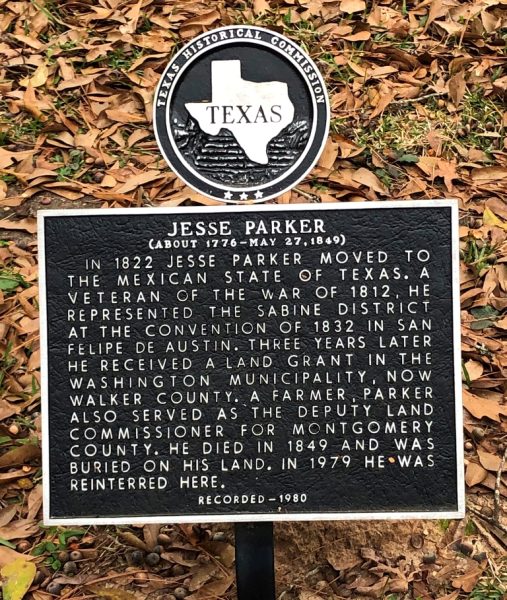 TEXAS HISTORICAL COMMISSION
TEXAS
JESSE PARKER
(ABOUT 1776–MAY 27, 1849)
IN 1822 JESSE PARKER MOVED TO
THE MEXICAN STATE OF TEXAS. A
VETERAN OF THE WAR OF 1812, HE
REPRESENTED THE SABINE DISTRICT
AT THE CONVENTION OF 1832 IN SAN
FELIPE DE AUSTIN. THREE YEARS LATER
HE RECEIVED A LAND GRANT IN THE
WASHINGTON MUNICIPALITY, NOW
WALKER COUNTY. A FARMER, PARKER
ALSO SERVED AS THE DEPUTY LAND
COMMISSIONER FOR MONTGOMERY
COUNTY. HE DIED IN 1849 AND WAS
BURIED ON HIS LAND. IN 1979 HE WAS
REINTERRED HERE.
RECORDED–1980